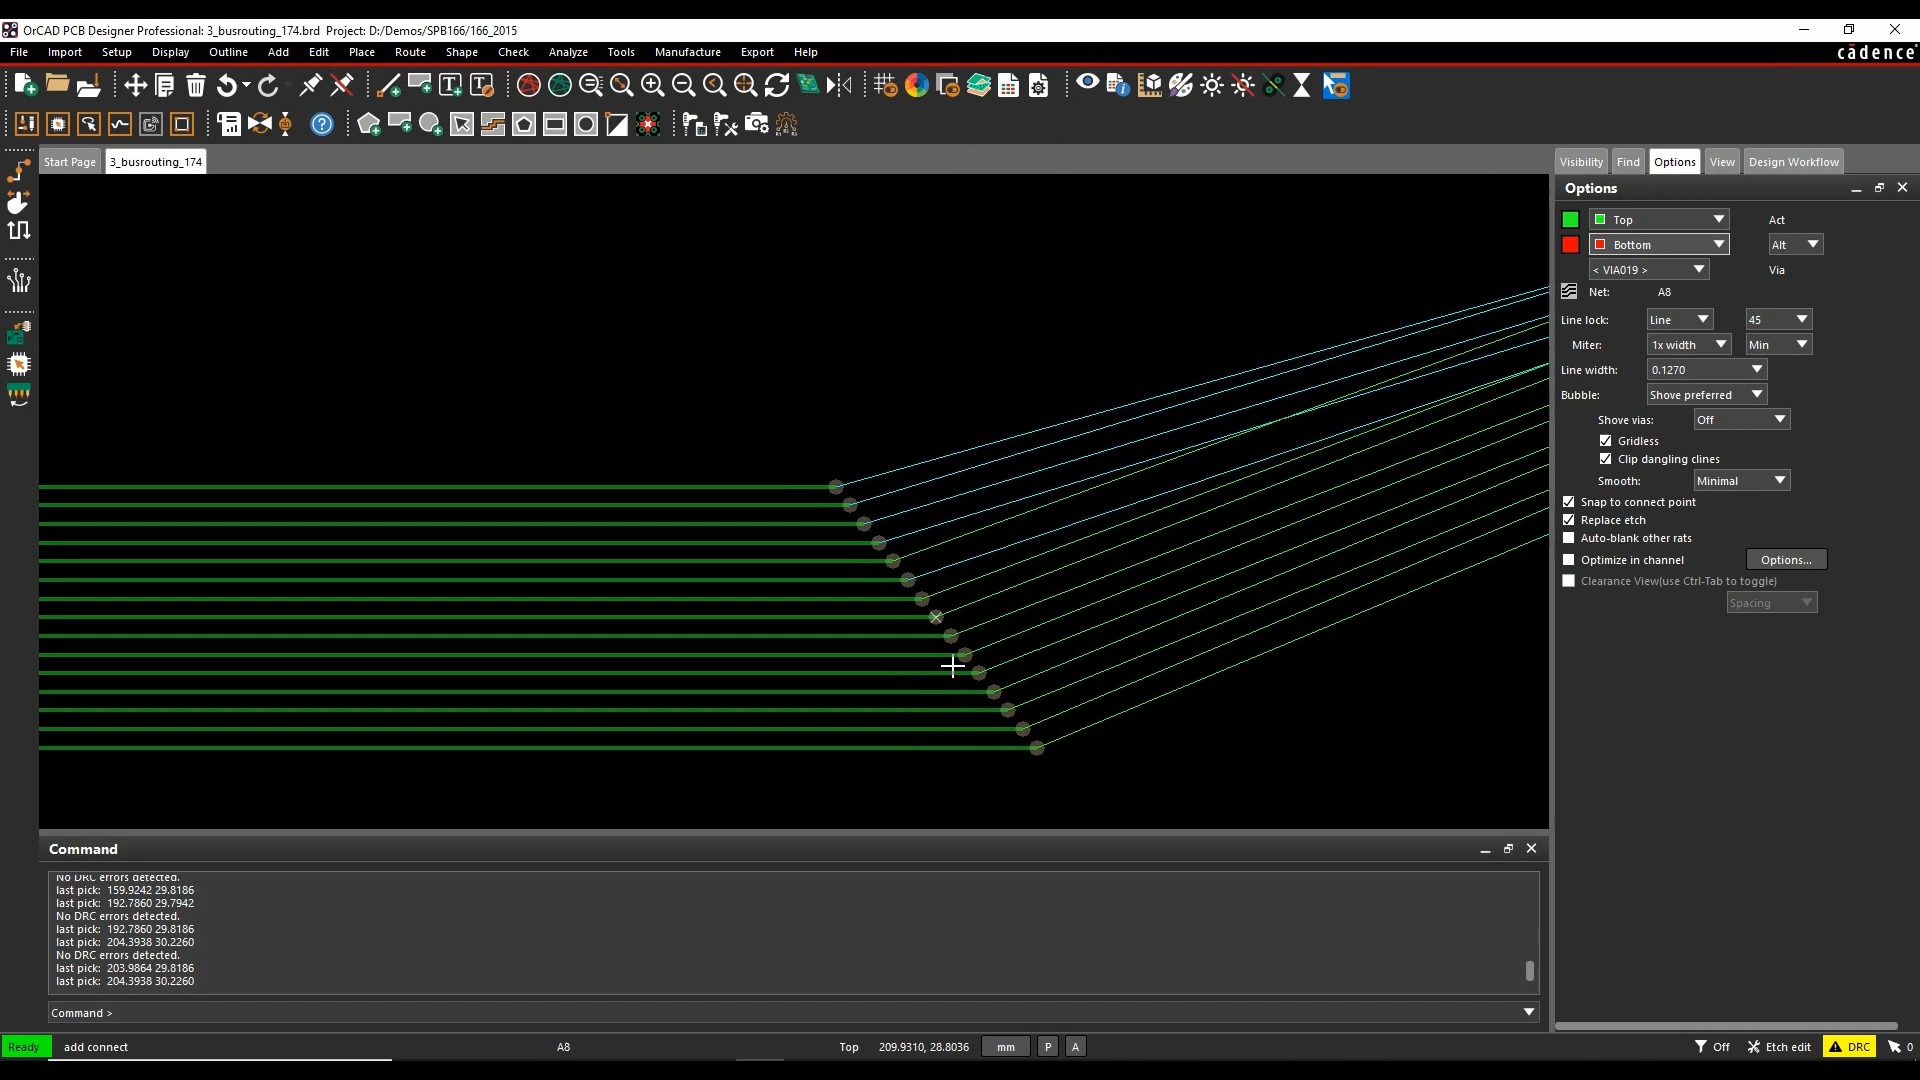 OrCAD PCB Designer Professional: 3_busrouting_174.brd Project: D:/Demos/SPB166/166_2015
File Import Setup Display Outline Add Edit Place Route Shape Check Analyze Tools Manufacture Export Help
cādence
Start Page 3_busrouting_174
Visibility Find Options View Design Workflow
Options
Top Act
Bottom Alt
< VIA019 > Via
Net: A8
Line lock: Line 45
Miter: 1x width Min
Line width: 0.1270
Bubble: Shove preferred
Shove vias: Off
Gridless
Clip dangling clines
Smooth: Minimal
Snap to connect point
Replace etch
Auto-blank other rats
Optimize in channel Options...
Clearance View(use Ctrl-Tab to toggle)
Spacing
Command
No DRC errors detected.
last pick: 159.9242 29.8186
last pick: 192.7860 29.7942
No DRC errors detected.
last pick: 192.7860 29.8186
last pick: 204.3938 30.2260
No DRC errors detected.
last pick: 203.9864 29.8186
last pick: 204.3938 30.2260
Command >
Ready add connect A8 Top 209.9310, 28.8036 mm P A Off Etch edit DRC 0